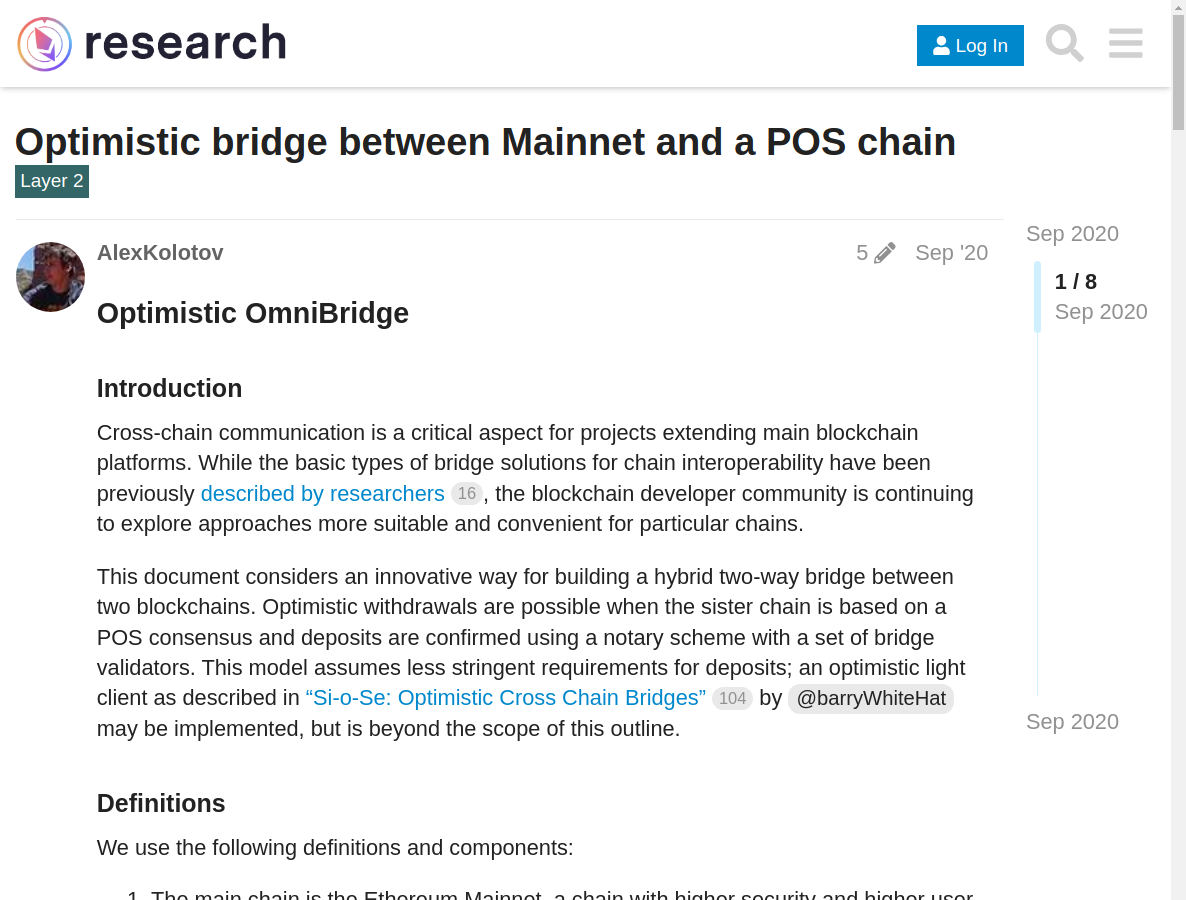 research
Log In
Optimistic bridge between Mainnet and a POS chain
Layer 2
AlexKolotov
5
Sep '20
Sep 2020
1 / 8
Sep 2020
Optimistic OmniBridge
Introduction
Cross-chain communication is a critical aspect for projects extending main blockchain
platforms. While the basic types of bridge solutions for chain interoperability have been
previously described by researchers 16, the blockchain developer community is continuing
to explore approaches more suitable and convenient for particular chains.
This document considers an innovative way for building a hybrid two-way bridge between
two blockchains. Optimistic withdrawals are possible when the sister chain is based on a
POS consensus and deposits are confirmed using a notary scheme with a set of bridge
validators. This model assumes less stringent requirements for deposits; an optimistic light
client as described in “Si-o-Se: Optimistic Cross Chain Bridges” 104 by @barryWhiteHat
may be implemented, but is beyond the scope of this outline.
Sep 2020
Definitions
We use the following definitions and components:
1. The main chain is the Ethereum Mainnet, a chain with higher security and higher user